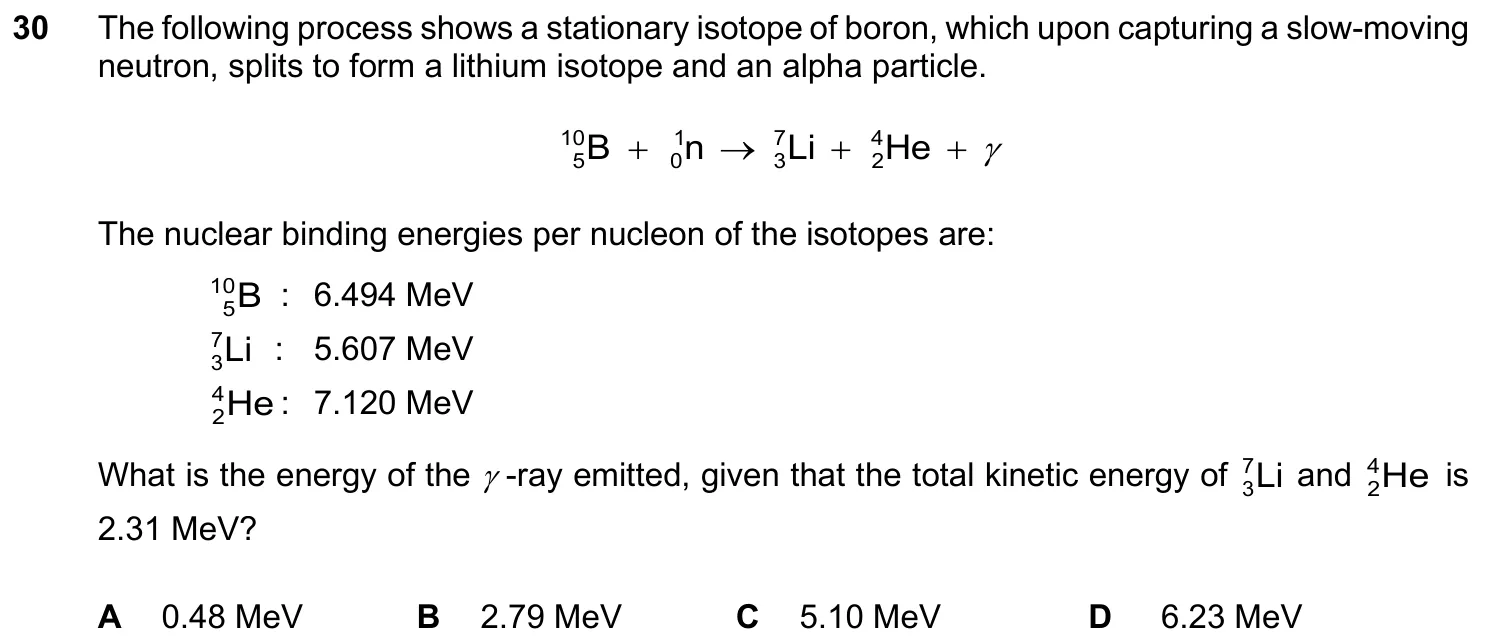 30 The following process shows a stationary isotope of boron, which upon capturing a slow-moving
neutron, splits to form a lithium isotope and an alpha particle.
¹⁰₅B + ¹₀n → ⁷₃Li + ⁴₂He + γ
The nuclear binding energies per nucleon of the isotopes are:
¹⁰₅B : 6.494 MeV
⁷₃Li : 5.607 MeV
⁴₂He : 7.120 MeV
What is the energy of the γ-ray emitted, given that the total kinetic energy of ⁷₃Li and ⁴₂He is
2.31 MeV?
A 0.48 MeV B 2.79 MeV C 5.10 MeV D 6.23 MeV